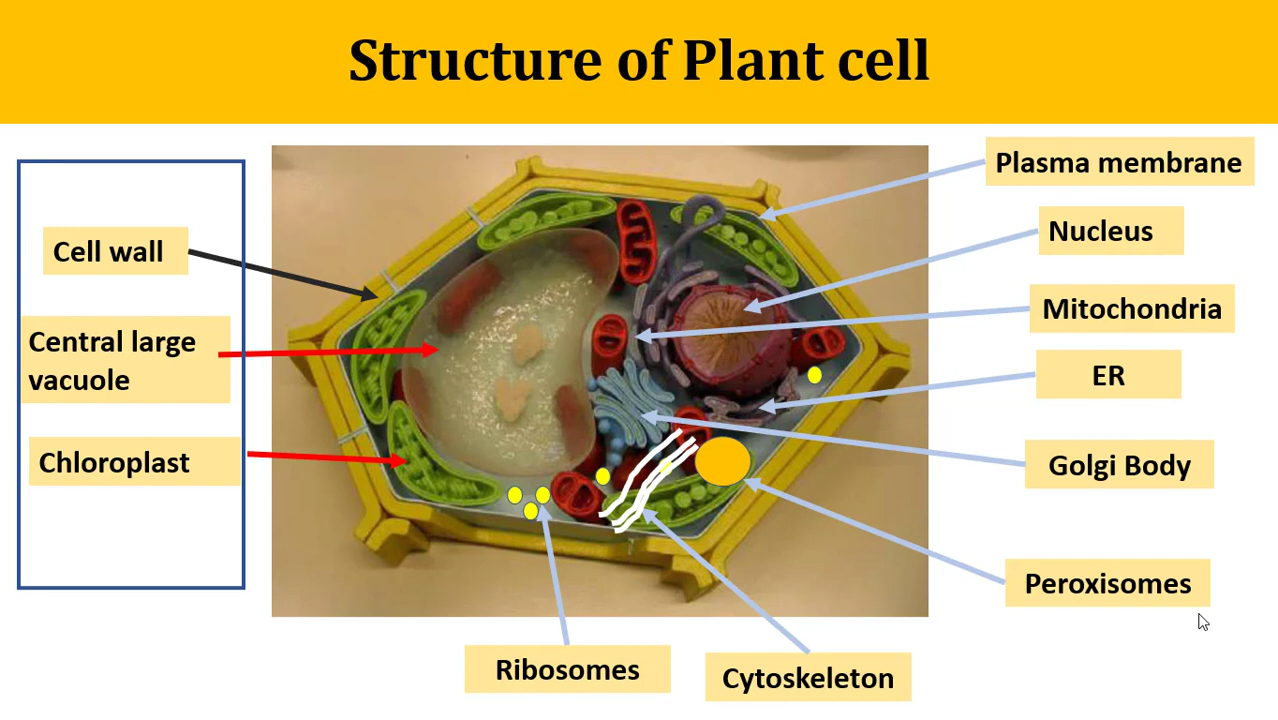 Structure of Plant cell
Cell wall
Central large
vacuole
Chloroplast
Plasma membrane
Nucleus
Mitochondria
ER
Golgi Body
Peroxisomes
Ribosomes
Cytoskeleton